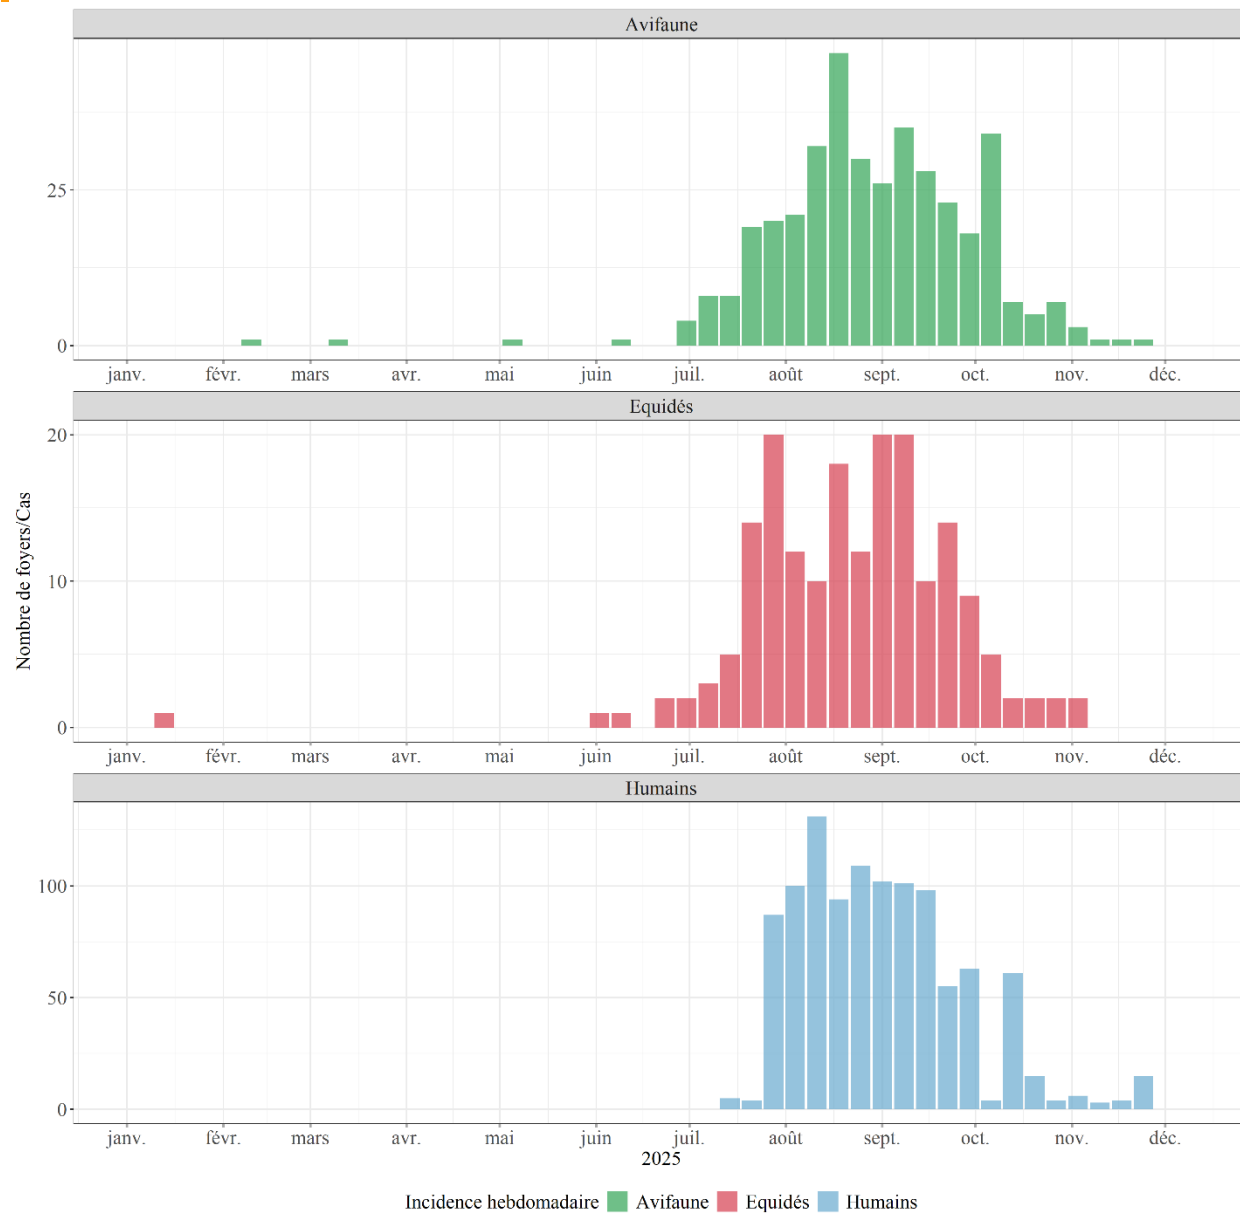 Avifaune
25
0
janv. févr. mars avr. mai juin juil. août sept. oct. nov. déc.
Equidés
20
10
0
janv. févr. mars avr. mai juin juil. août sept. oct. nov. déc.
Nombre de foyers/Cas
Humains
100
50
0
janv. févr. mars avr. mai juin juil. août sept. oct. nov. déc.
2025
Incidence hebdomadaire Avifaune Equidés Humains